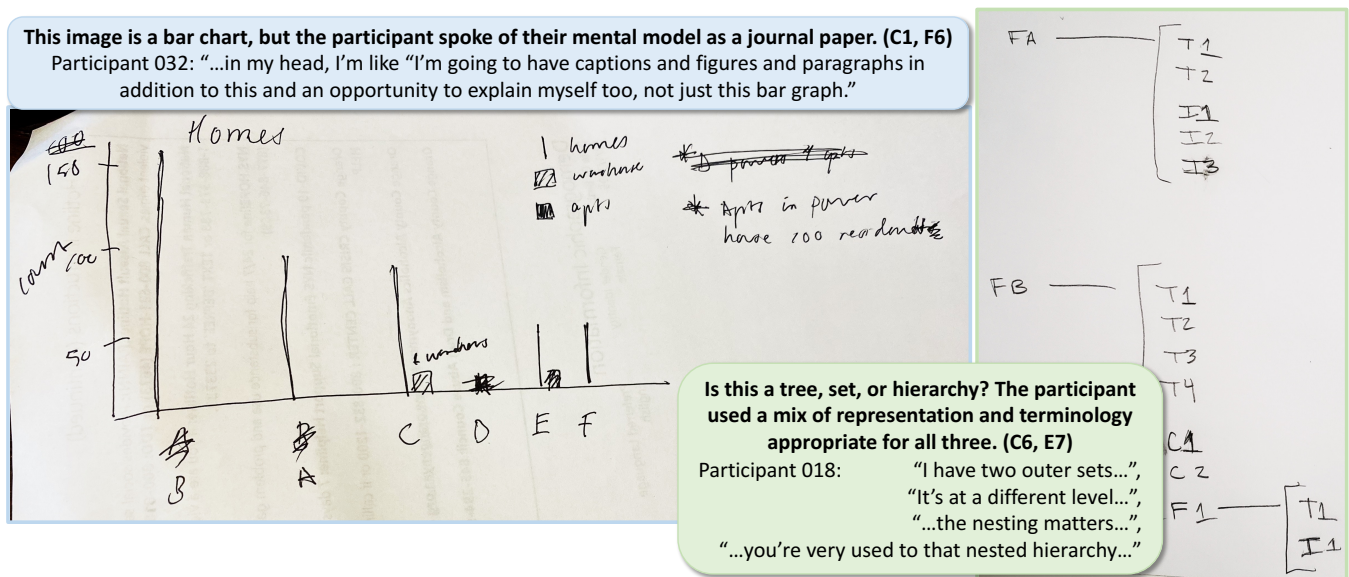 This image is a bar chart, but the participant spoke of their mental model as a journal paper. (C1, F6)
Participant 032: “…in my head, I’m like “I’m going to have captions and figures and paragraphs in
addition to this and an opportunity to explain myself too, not just this bar graph.”
Homes
600
150
count
100
50
homes
apts
* Apts in power
have 100
A
B
B
A
C
D
E
F
FA
T1
T2
I1
I2
I3
FB
T1
T2
T3
T4
C1
C2
F1
T1
I1
Is this a tree, set, or hierarchy? The participant
used a mix of representation and terminology
appropriate for all three. (C6, E7)
Participant 018: “I have two outer sets…”,
“It’s at a different level…”,
“…the nesting matters…”,
“…you’re very used to that nested hierarchy…”